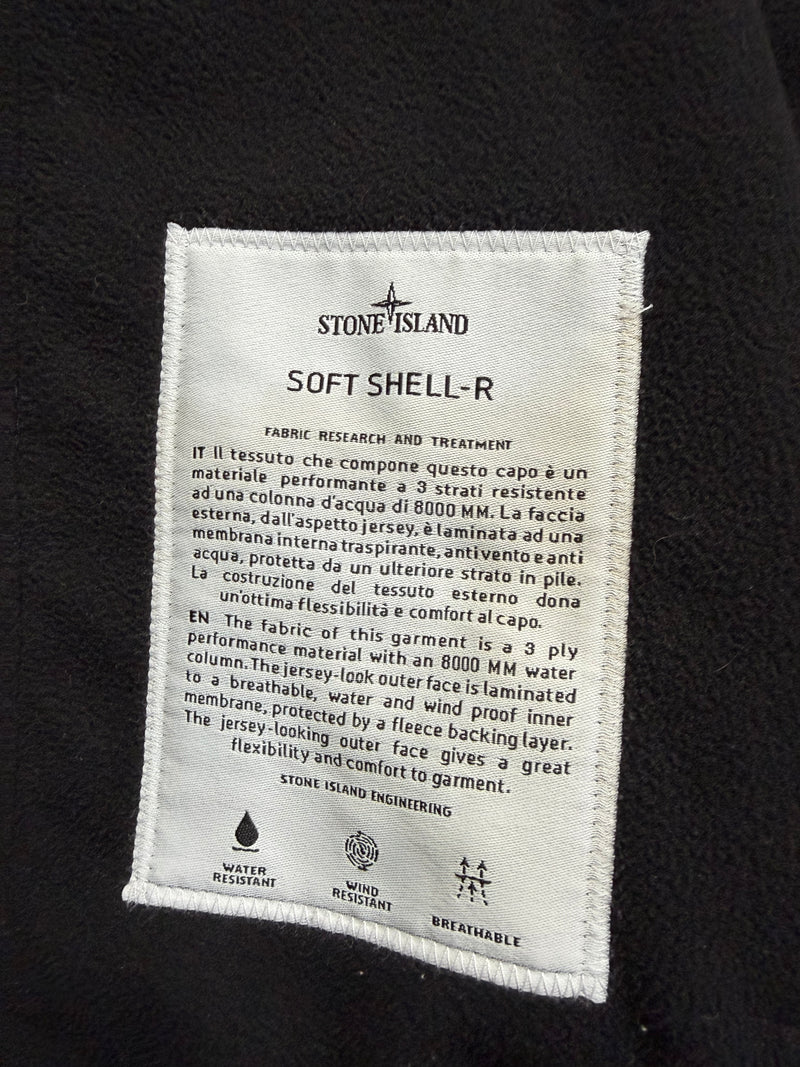 STONE ISLAND
SOFT SHELL-R
FABRIC RESEARCH AND TREATMENT
IT Il tessuto che compone questo capo è un
materiale performante a 3 strati resistente
ad una colonna d'acqua di 8000 MM. La faccia
esterna, dall'aspetto jersey, è laminata ad una
membrana interna traspirante, antivento e anti
acqua, protetta da un ulteriore strato in pile.
La costruzione del tessuto esterno dona
un'ottima flessibilità e comfort al capo.
EN The fabric of this garment is a 3 ply
performance material with an 8000 MM water
column. The jersey-look outer face is laminated
to a breathable, water and wind proof inner
membrane, protected by a fleece backing layer.
The jersey-looking outer face gives a great
flexibility and comfort to garment.
STONE ISLAND ENGINEERING
WATER
RESISTANT
WIND
RESISTANT
BREATHABLE